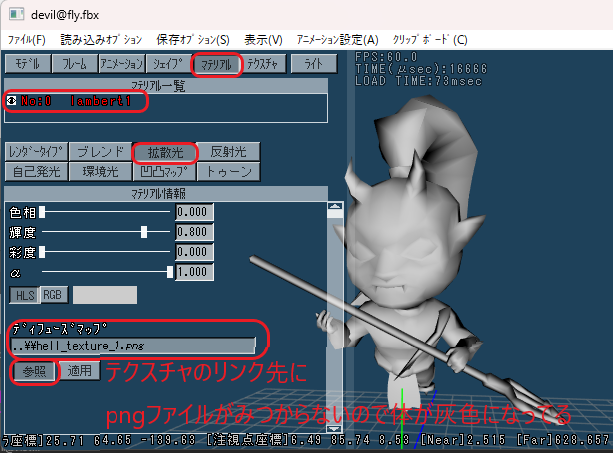 devil@fly.fbx
ファイル(F) 読み込みオプション 保存オプション(S) 表示(V) アニメーション設定(A) クリップボード(C)
モデル フレーム アニメーション シェイプ マテリアル テクスチャ ライト
FPS:60.0
TIME(μsec):16666
LOAD TIME:73msec
マテリアル一覧
No:0 lambert1
レンダータイプ ブレンド 拡散光 反射光
自己発光 環境光 凹凸マップ トゥーン
マテリアル情報
色相 0.000
輝度 0.800
彩度 0.000
α 1.000
HLS RGB
ディフューズマップ
..¥¥hell_texture_1.png
参照 適用
テクスチャのリンク先に
pngファイルがみつからないので体が灰色になってる
ラ座標]25.71 64.65 -139.63 [注視点座標]6.49 85.74 8.53 [Near]2.515 [Far]628.657